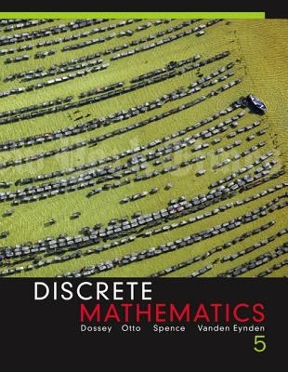 DISCRETE
MATHEMATICS
Dossey Otto Spence Vanden Eynden
5